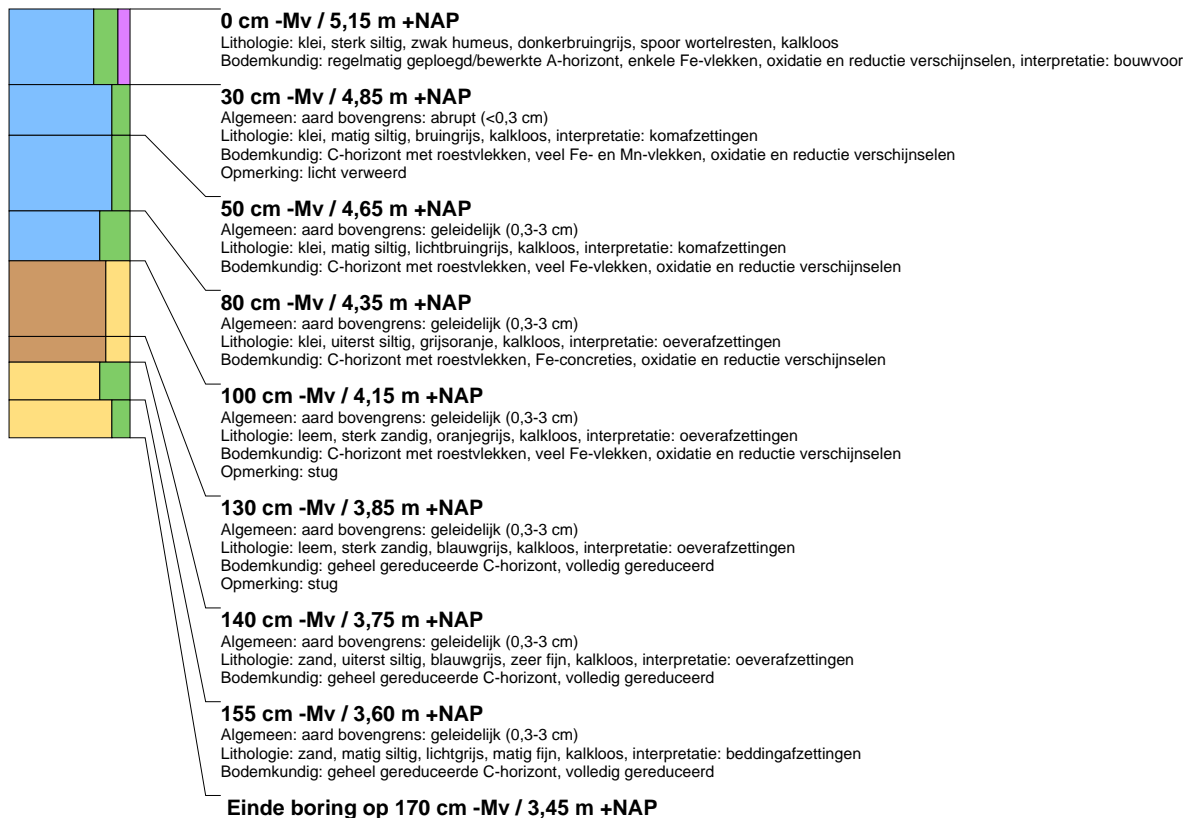 0 cm -Mv / 5,15 m +NAP
Lithologie: klei, sterk siltig, zwak humeus, donkerbruingrijs, spoor wortelresten, kalkloos
Bodemkundig: regelmatig geploegd/bewerkte A-horizont, enkele Fe-vlekken, oxidatie en reductie verschijnselen, interpretatie: bouwvoor
30 cm -Mv / 4,85 m +NAP
Algemeen: aard bovengrens: abrupt (<0,3 cm)
Lithologie: klei, matig siltig, bruingrijs, kalkloos, interpretatie: komafzettingen
Bodemkundig: C-horizont met roestvlekken, veel Fe- en Mn-vlekken, oxidatie en reductie verschijnselen
Opmerking: licht verweerd
50 cm -Mv / 4,65 m +NAP
Algemeen: aard bovengrens: geleidelijk (0,3-3 cm)
Lithologie: klei, matig siltig, lichtbruingrijs, kalkloos, interpretatie: komafzettingen
Bodemkundig: C-horizont met roestvlekken, veel Fe-vlekken, oxidatie en reductie verschijnselen
80 cm -Mv / 4,35 m +NAP
Algemeen: aard bovengrens: geleidelijk (0,3-3 cm)
Lithologie: klei, uiterst siltig, grijsoranje, kalkloos, interpretatie: oeverafzettingen
Bodemkundig: C-horizont met roestvlekken, Fe-concreties, oxidatie en reductie verschijnselen
100 cm -Mv / 4,15 m +NAP
Algemeen: aard bovengrens: geleidelijk (0,3-3 cm)
Lithologie: leem, sterk zandig, oranjegrijs, kalkloos, interpretatie: oeverafzettingen
Bodemkundig: C-horizont met roestvlekken, veel Fe-vlekken, oxidatie en reductie verschijnselen
Opmerking: stug
130 cm -Mv / 3,85 m +NAP
Algemeen: aard bovengrens: geleidelijk (0,3-3 cm)
Lithologie: leem, sterk zandig, blauwgrijs, kalkloos, interpretatie: oeverafzettingen
Bodemkundig: geheel gereduceerde C-horizont, volledig gereduceerd
Opmerking: stug
140 cm -Mv / 3,75 m +NAP
Algemeen: aard bovengrens: geleidelijk (0,3-3 cm)
Lithologie: zand, uiterst siltig, blauwgrijs, zeer fijn, kalkloos, interpretatie: oeverafzettingen
Bodemkundig: geheel gereduceerde C-horizont, volledig gereduceerd
155 cm -Mv / 3,60 m +NAP
Algemeen: aard bovengrens: geleidelijk (0,3-3 cm)
Lithologie: zand, matig siltig, lichtgrijs, matig fijn, kalkloos, interpretatie: beddingafzettingen
Bodemkundig: geheel gereduceerde C-horizont, volledig gereduceerd
Einde boring op 170 cm -Mv / 3,45 m +NAP